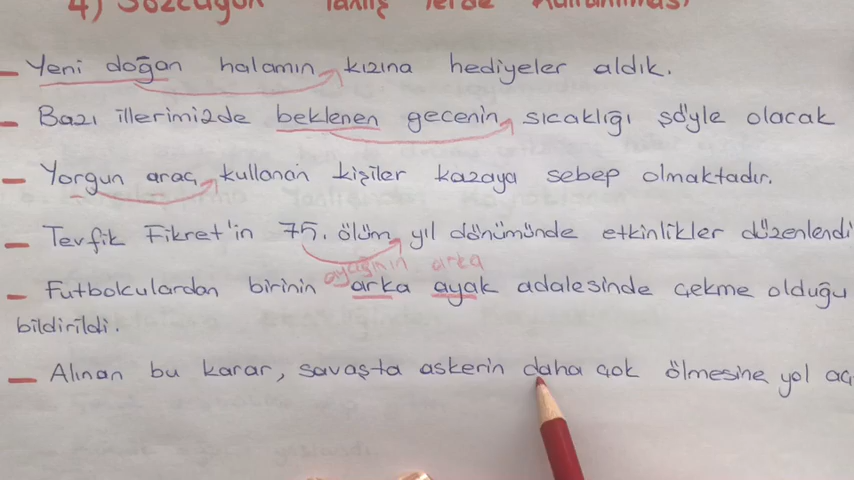 4) Sözcüğün Yanlış Yerde Kullanılması
– Yeni doğan halamın kızına hediyeler aldık.
– Bazı illerimizde beklenen gecenin sıcaklığı şöyle olacak
– Yorgun araç kullanan kişiler kazaya sebep olmaktadır.
– Tevfik Fikret'in 75. ölüm yıl dönümünde etkinlikler düzenlendi
ayağının arka
– Futbolculardan birinin arka ayak adalesinde çekme olduğu
bildirildi.
– Alınan bu karar, savaşta askerin daha çok ölmesine yol aç